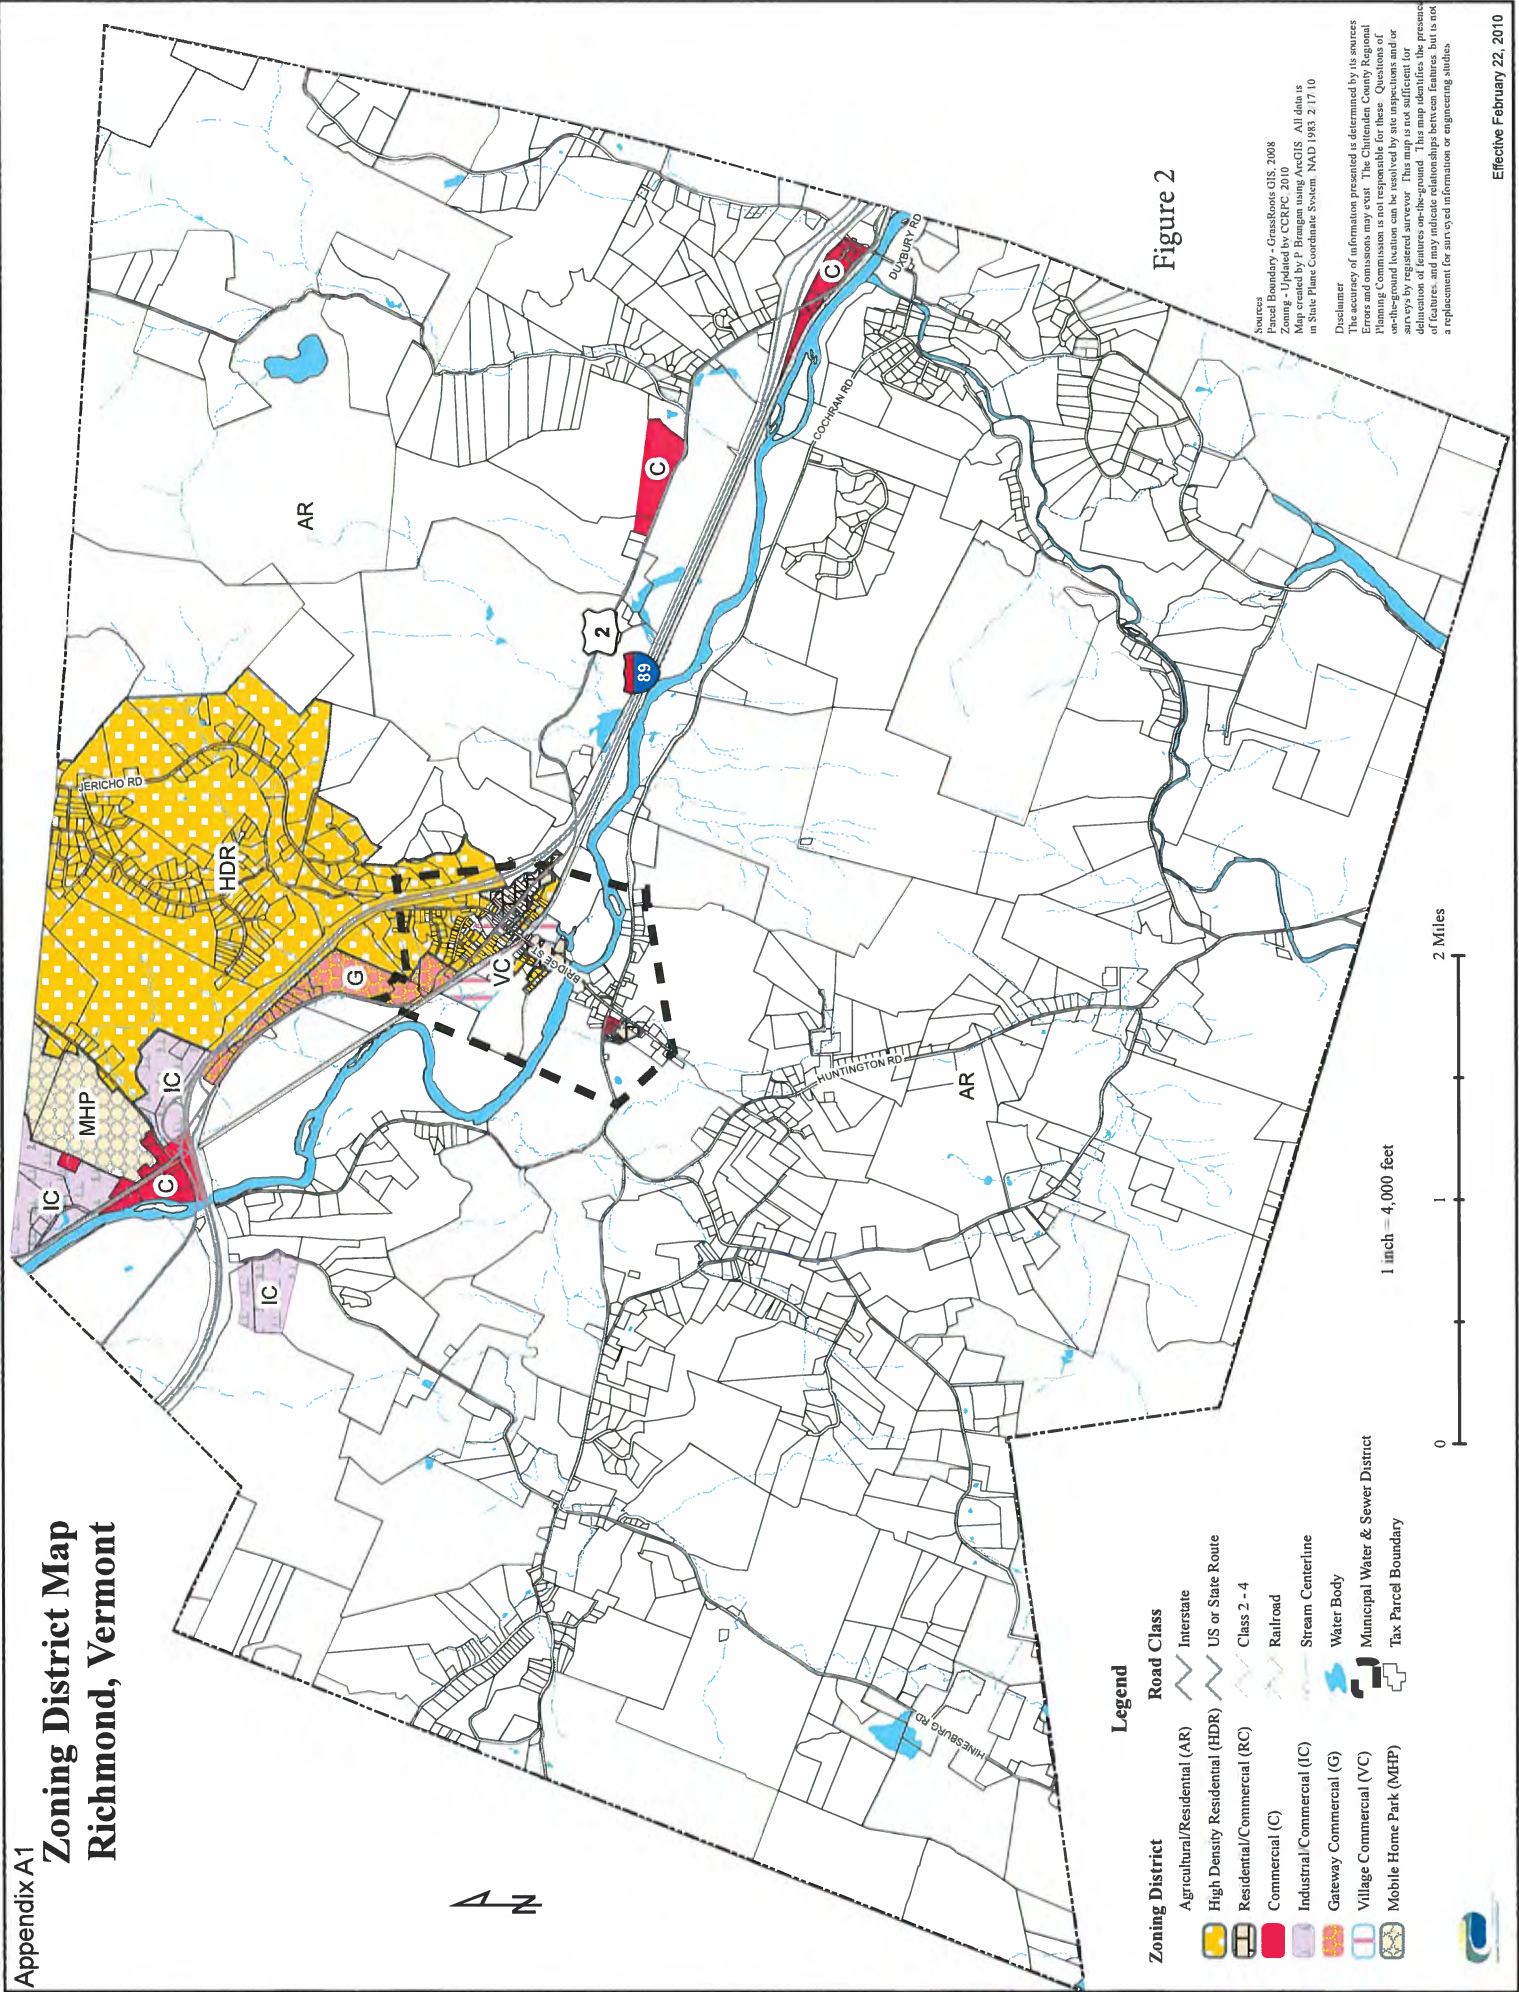 Appendix A1
Zoning District Map
Richmond, Vermont
N
IC
MHP
IC
C
IC
G
HDR
JERICHO RD
VC
BRIDGE ST
AR
2
89
C
C
COCHRAN RD
DUXBURY RD
HUNTINGTON RD
AR
HINESBURG RD
Figure 2
Sources
Parcel Boundary - GrassRoots GIS, 2008
Zoning - Updated by CCRPC, 2010
Map created by P. Brangan using ArcGIS. All data is
in State Plane Coordinate System, NAD 1983 2/17/10
Disclaimer
The accuracy of information presented is determined by its sources
Errors and omissions may exist. The Chittenden County Regional
Planning Commission is not responsible for these. Questions of
on-the-ground location can be resolved by site inspections and/or
surveys by registered surveyor. This map is not sufficient for
delineation of features on-the-ground. This map identifies the presence
of features, and may indicate relationships between features, but is not
a replacement for surveyed information or engineering studies
Effective February 22, 2010
Legend
Zoning District
Agricultural/Residential (AR)
High Density Residential (HDR)
Residential/Commercial (RC)
Commercial (C)
Industrial/Commercial (IC)
Gateway Commercial (G)
Village Commercial (VC)
Mobile Home Park (MHP)
Road Class
Interstate
US or State Route
Class 2 - 4
Railroad
Stream Centerline
Water Body
Municipal Water & Sewer District
Tax Parcel Boundary
1 inch = 4,000 feet
0 1 2 Miles